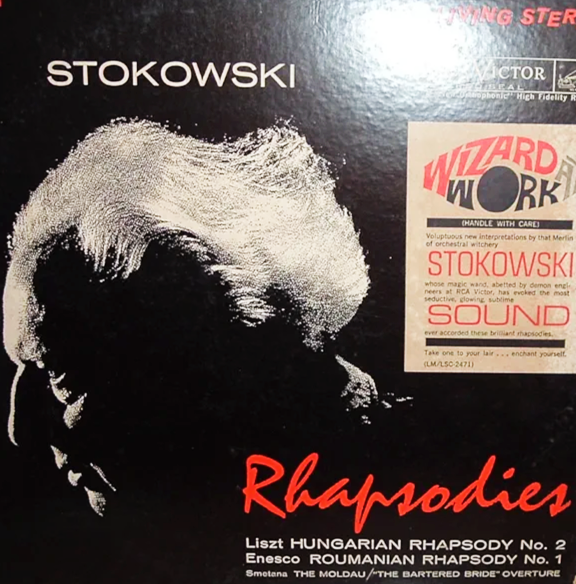 LIVING STER
STOKOWSKI
VICTOR
High Fidelity
WIZARD
AT
WORK
(HANDLE WITH CARE)
Voluptuous new interpretations by that Merlin
of orchestral witchery
STOKOWSKI
whose magic wand, abetted by demon engi-
neers at RCA Victor, has evoked the most
seductive, glowing, sublime
SOUND
ever accorded these brilliant rhapsodies...
Take one to your lair ... enchant yourself.
(LM/LSC-2471)
Rhapsodies
Liszt HUNGARIAN RHAPSODY No. 2
Enesco ROUMANIAN RHAPSODY No. 1
Smetana THE MOLDAU/"THE BARTERED BRIDE" OVERTURE